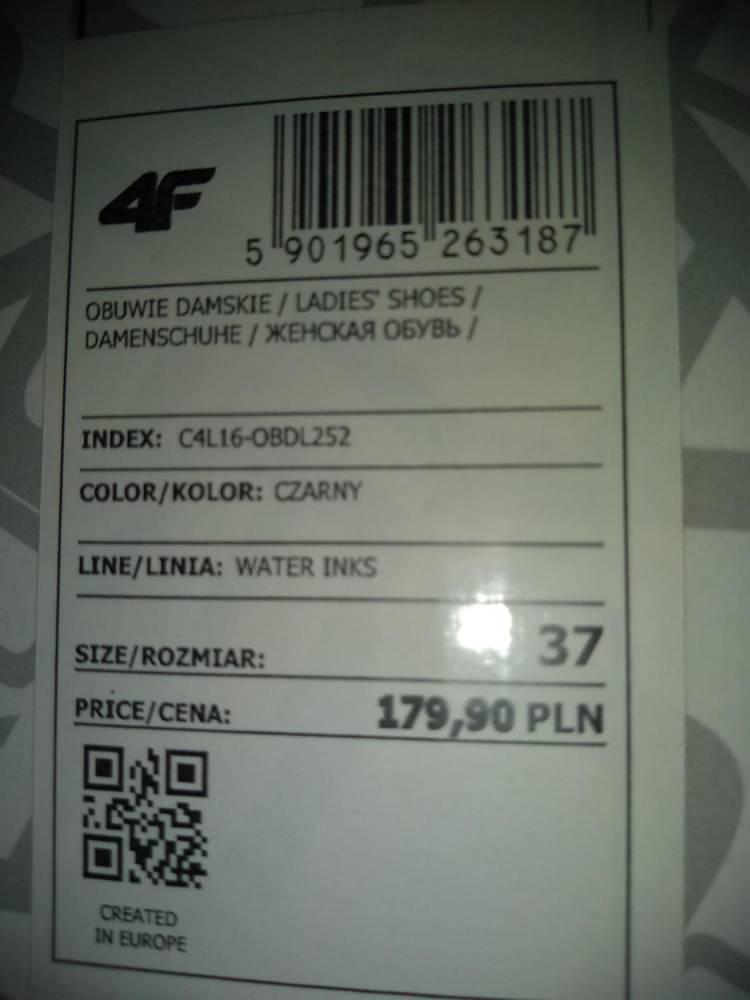 4F
5 901965 263187
OBUWIE DAMSKIE / LADIES' SHOES /
DAMENSCHUHE / ЖЕНСКАЯ ОБУВЬ /
INDEX: C4L16-OBDL252
COLOR/KOLOR: CZARNY
LINE/LINIA: WATER INKS
SIZE/ROZMIAR: 37
PRICE/CENA: 179,90 PLN
CREATED
IN EUROPE